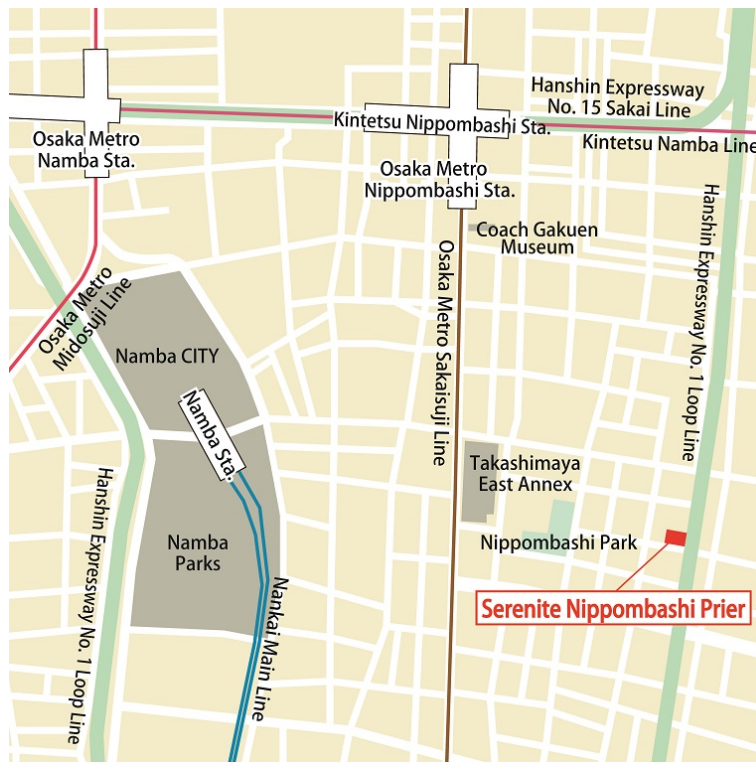 Hanshin Expressway
No. 15 Sakai Line
Kintetsu Nippombashi Sta.
Kintetsu Namba Line
Osaka Metro
Namba Sta.
Osaka Metro
Nippombashi Sta.
Coach Gakuen
Museum
Hanshin Expressway No. 1 Loop Line
Osaka Metro
Midosuji Line
Osaka Metro Sakaisuji Line
Namba CITY
Namba Sta.
Takashimaya
East Annex
Hanshin Expressway No. 1 Loop Line
Namba
Parks
Nippombashi Park
Nankai Main Line
Serenite Nippombashi Prier